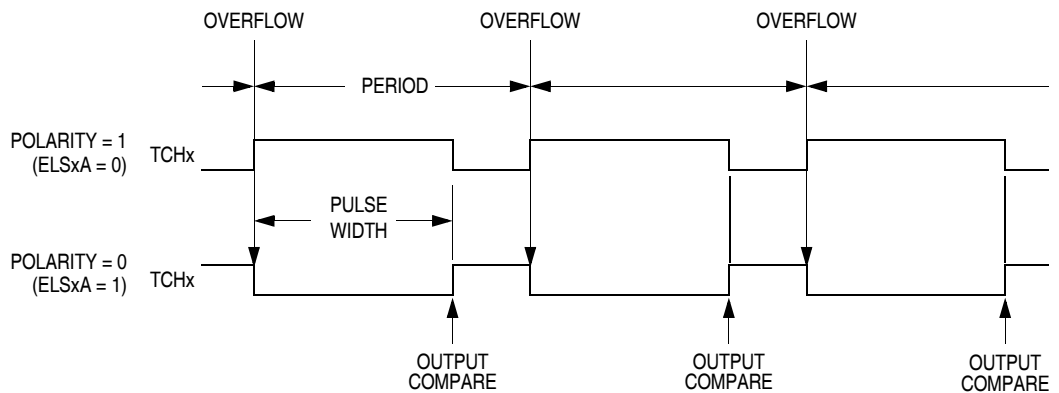 OVERFLOW
OVERFLOW
OVERFLOW
PERIOD
POLARITY = 1
(ELSxA = 0)
TCHx
PULSE
WIDTH
POLARITY = 0
(ELSxA = 1)
TCHx
OUTPUT
COMPARE
OUTPUT
COMPARE
OUTPUT
COMPARE